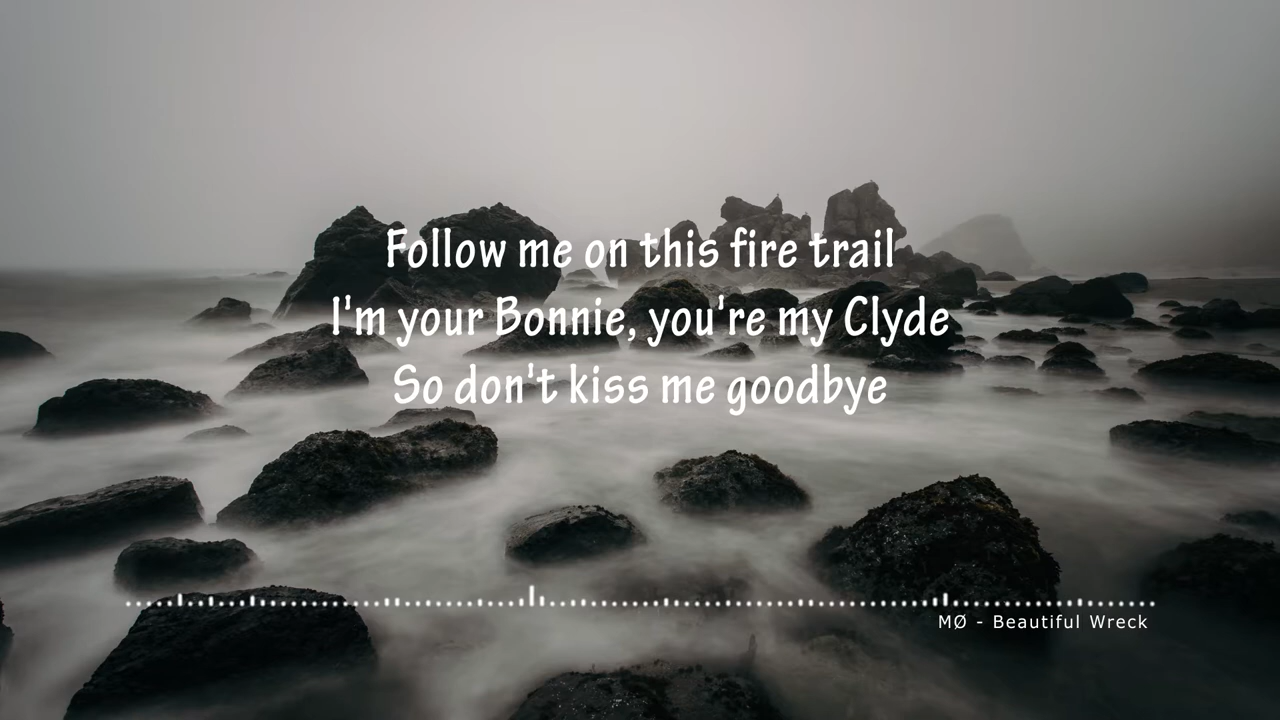 Follow me on this fire trail
I'm your Bonnie, you're my Clyde
So don't kiss me goodbye
MØ - Beautiful Wreck